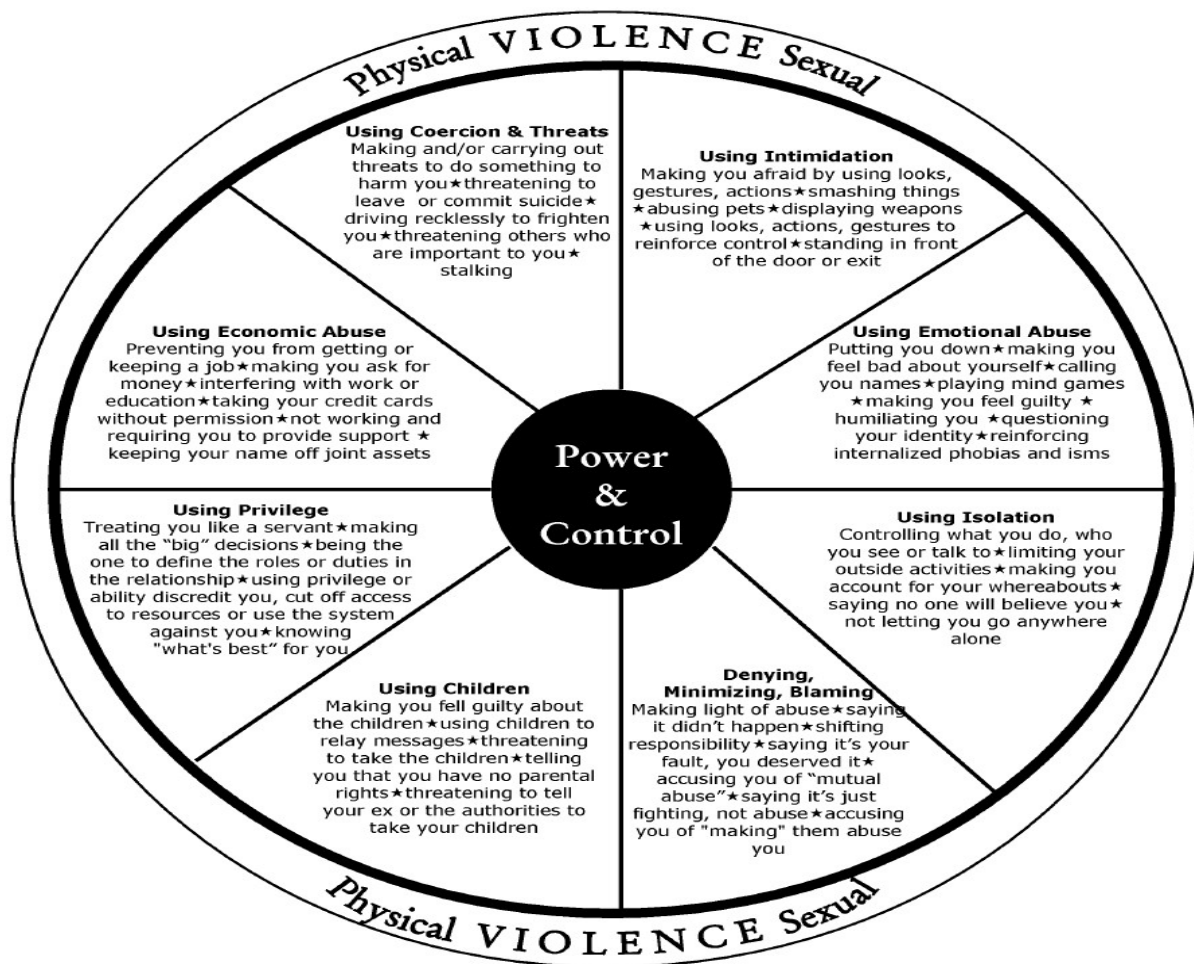 Physical VIOLENCE Sexual
Using Coercion & Threats
Making and/or carrying out
threats to do something to
harm you★threatening to
leave or commit suicide★
driving recklessly to frighten
you★threatening others who
are important to you★
stalking
Using Intimidation
Making you afraid by using looks,
gestures, actions★smashing things
★abusing pets★displaying weapons
★using looks, actions, gestures to
reinforce control★standing in front
of the door or exit
Using Economic Abuse
Preventing you from getting or
keeping a job★making you ask for
money★interfering with work or
education★taking your credit cards
without permission★not working and
requiring you to provide support ★
keeping your name off joint assets
Using Emotional Abuse
Putting you down★making you
feel bad about yourself★calling
you names★playing mind games
★making you feel guilty ★
humiliating you ★questioning
your identity★reinforcing
internalized phobias and isms
Power
&
Control
Using Privilege
Treating you like a servant★making
all the “big” decisions★being the
one to define the roles or duties in
the relationship★using privilege or
ability discredit you, cut off access
to resources or use the system
against you★knowing
"what's best” for you
Using Isolation
Controlling what you do, who
you see or talk to★limiting your
outside activities★making you
account for your whereabouts★
saying no one will believe you★
not letting you go anywhere
alone
Using Children
Making you fell guilty about
the children★using children to
relay messages★threatening
to take the children★telling
you that you have no parental
rights★threatening to tell
your ex or the authorities to
take your children
Denying,
Minimizing, Blaming
Making light of abuse★saying
it didn’t happen★shifting
responsibility★saying it’s your
fault, you deserved it★
accusing you of “mutual
abuse”★saying it’s just
fighting, not abuse★accusing
you of "making" them abuse
you
Physical VIOLENCE Sexual